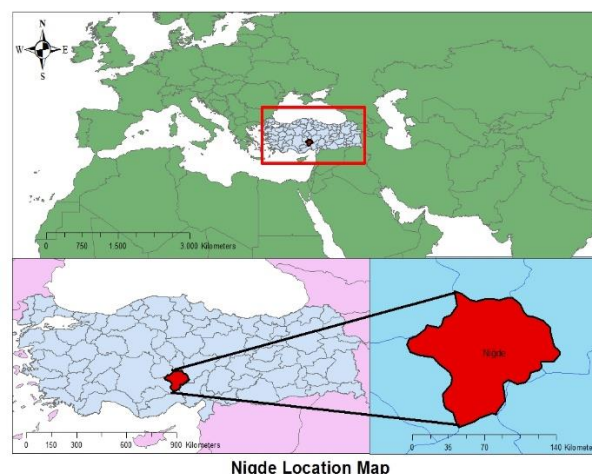 N
W E
S
0 750 1.500 3.000 Kilometers
Nigde
0 150 300 600 900 Kilometers
0 35 70 140 Kilometers
Nigde Location Map